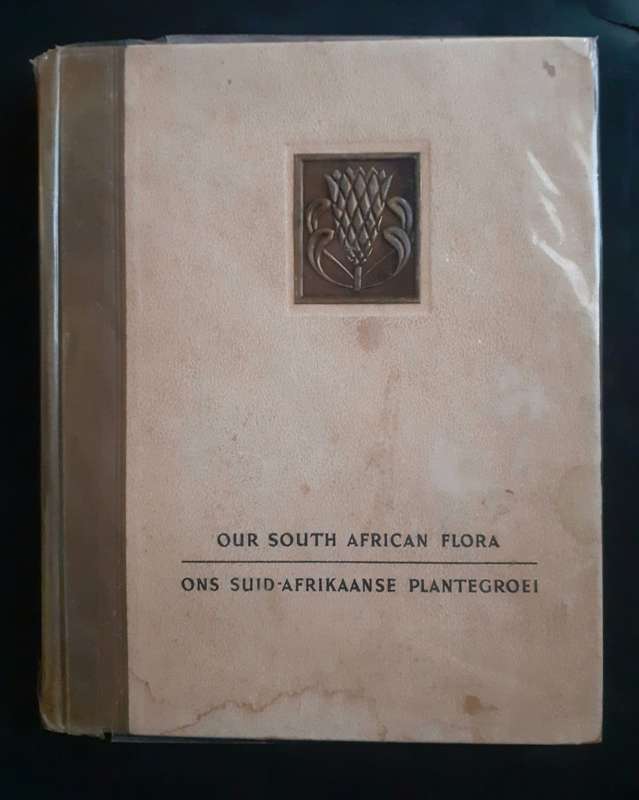 OUR SOUTH AFRICAN FLORA
ONS SUID-AFRIKAANSE PLANTEGROEI